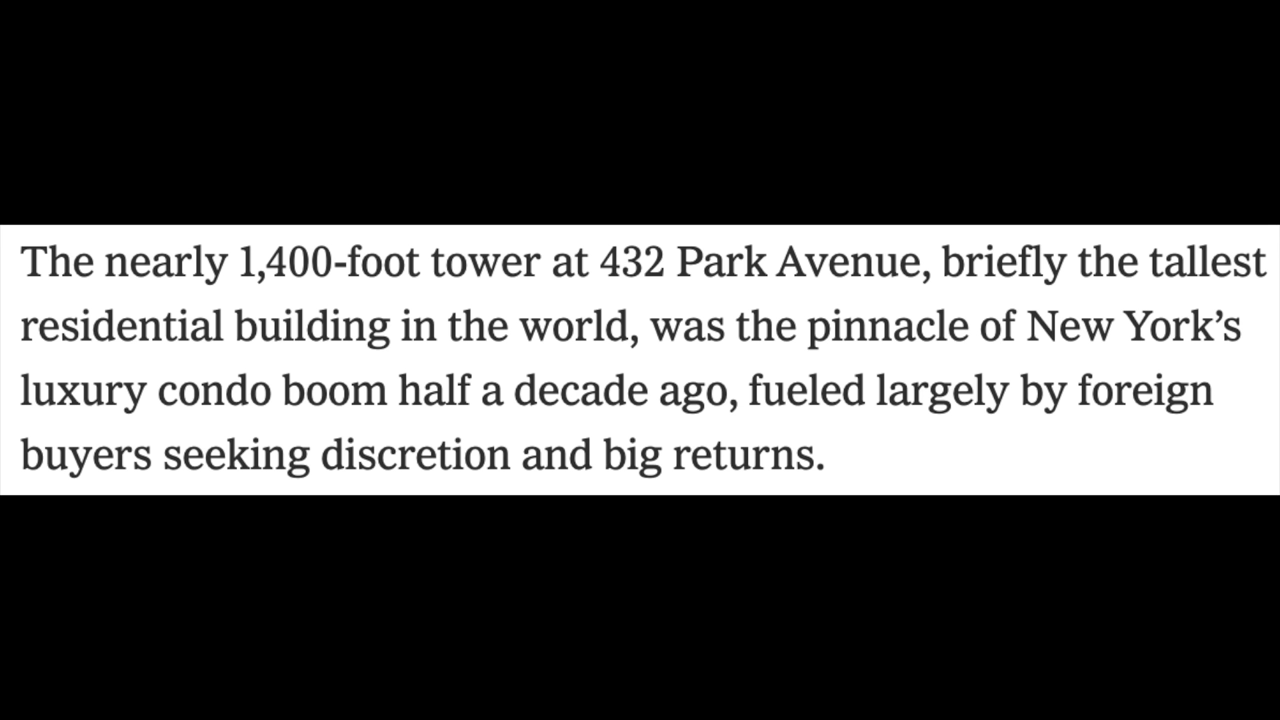 The nearly 1,400-foot tower at 432 Park Avenue, briefly the tallest
residential building in the world, was the pinnacle of New York’s
luxury condo boom half a decade ago, fueled largely by foreign
buyers seeking discretion and big returns.